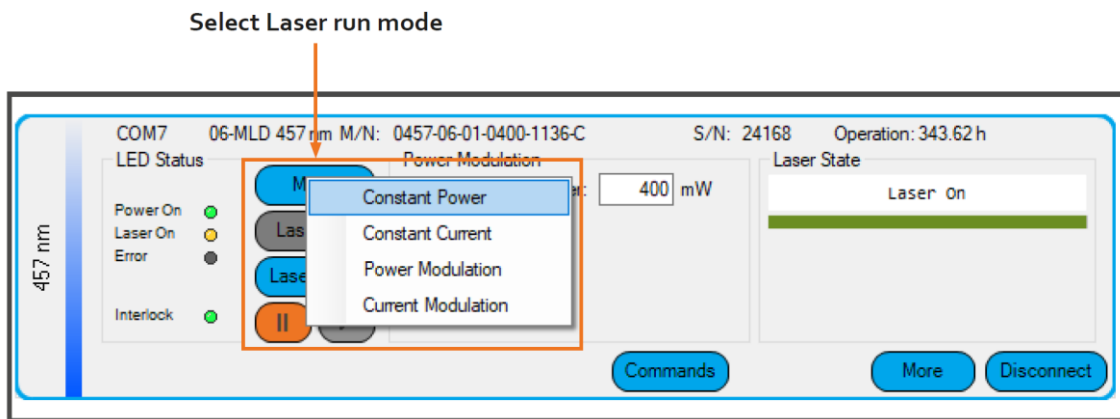 Select Laser run mode
COM7 06-MLD 457 nm M/N: 0457-06-01-0400-1136-C S/N: 24168 Operation: 343.62 h
LED Status
Power Modulation
Laser State
400 mW
Laser On
Constant Power
Power On
Laser On
Constant Current
Error
Power Modulation
Current Modulation
Interlock
457 nm
Commands
More
Disconnect